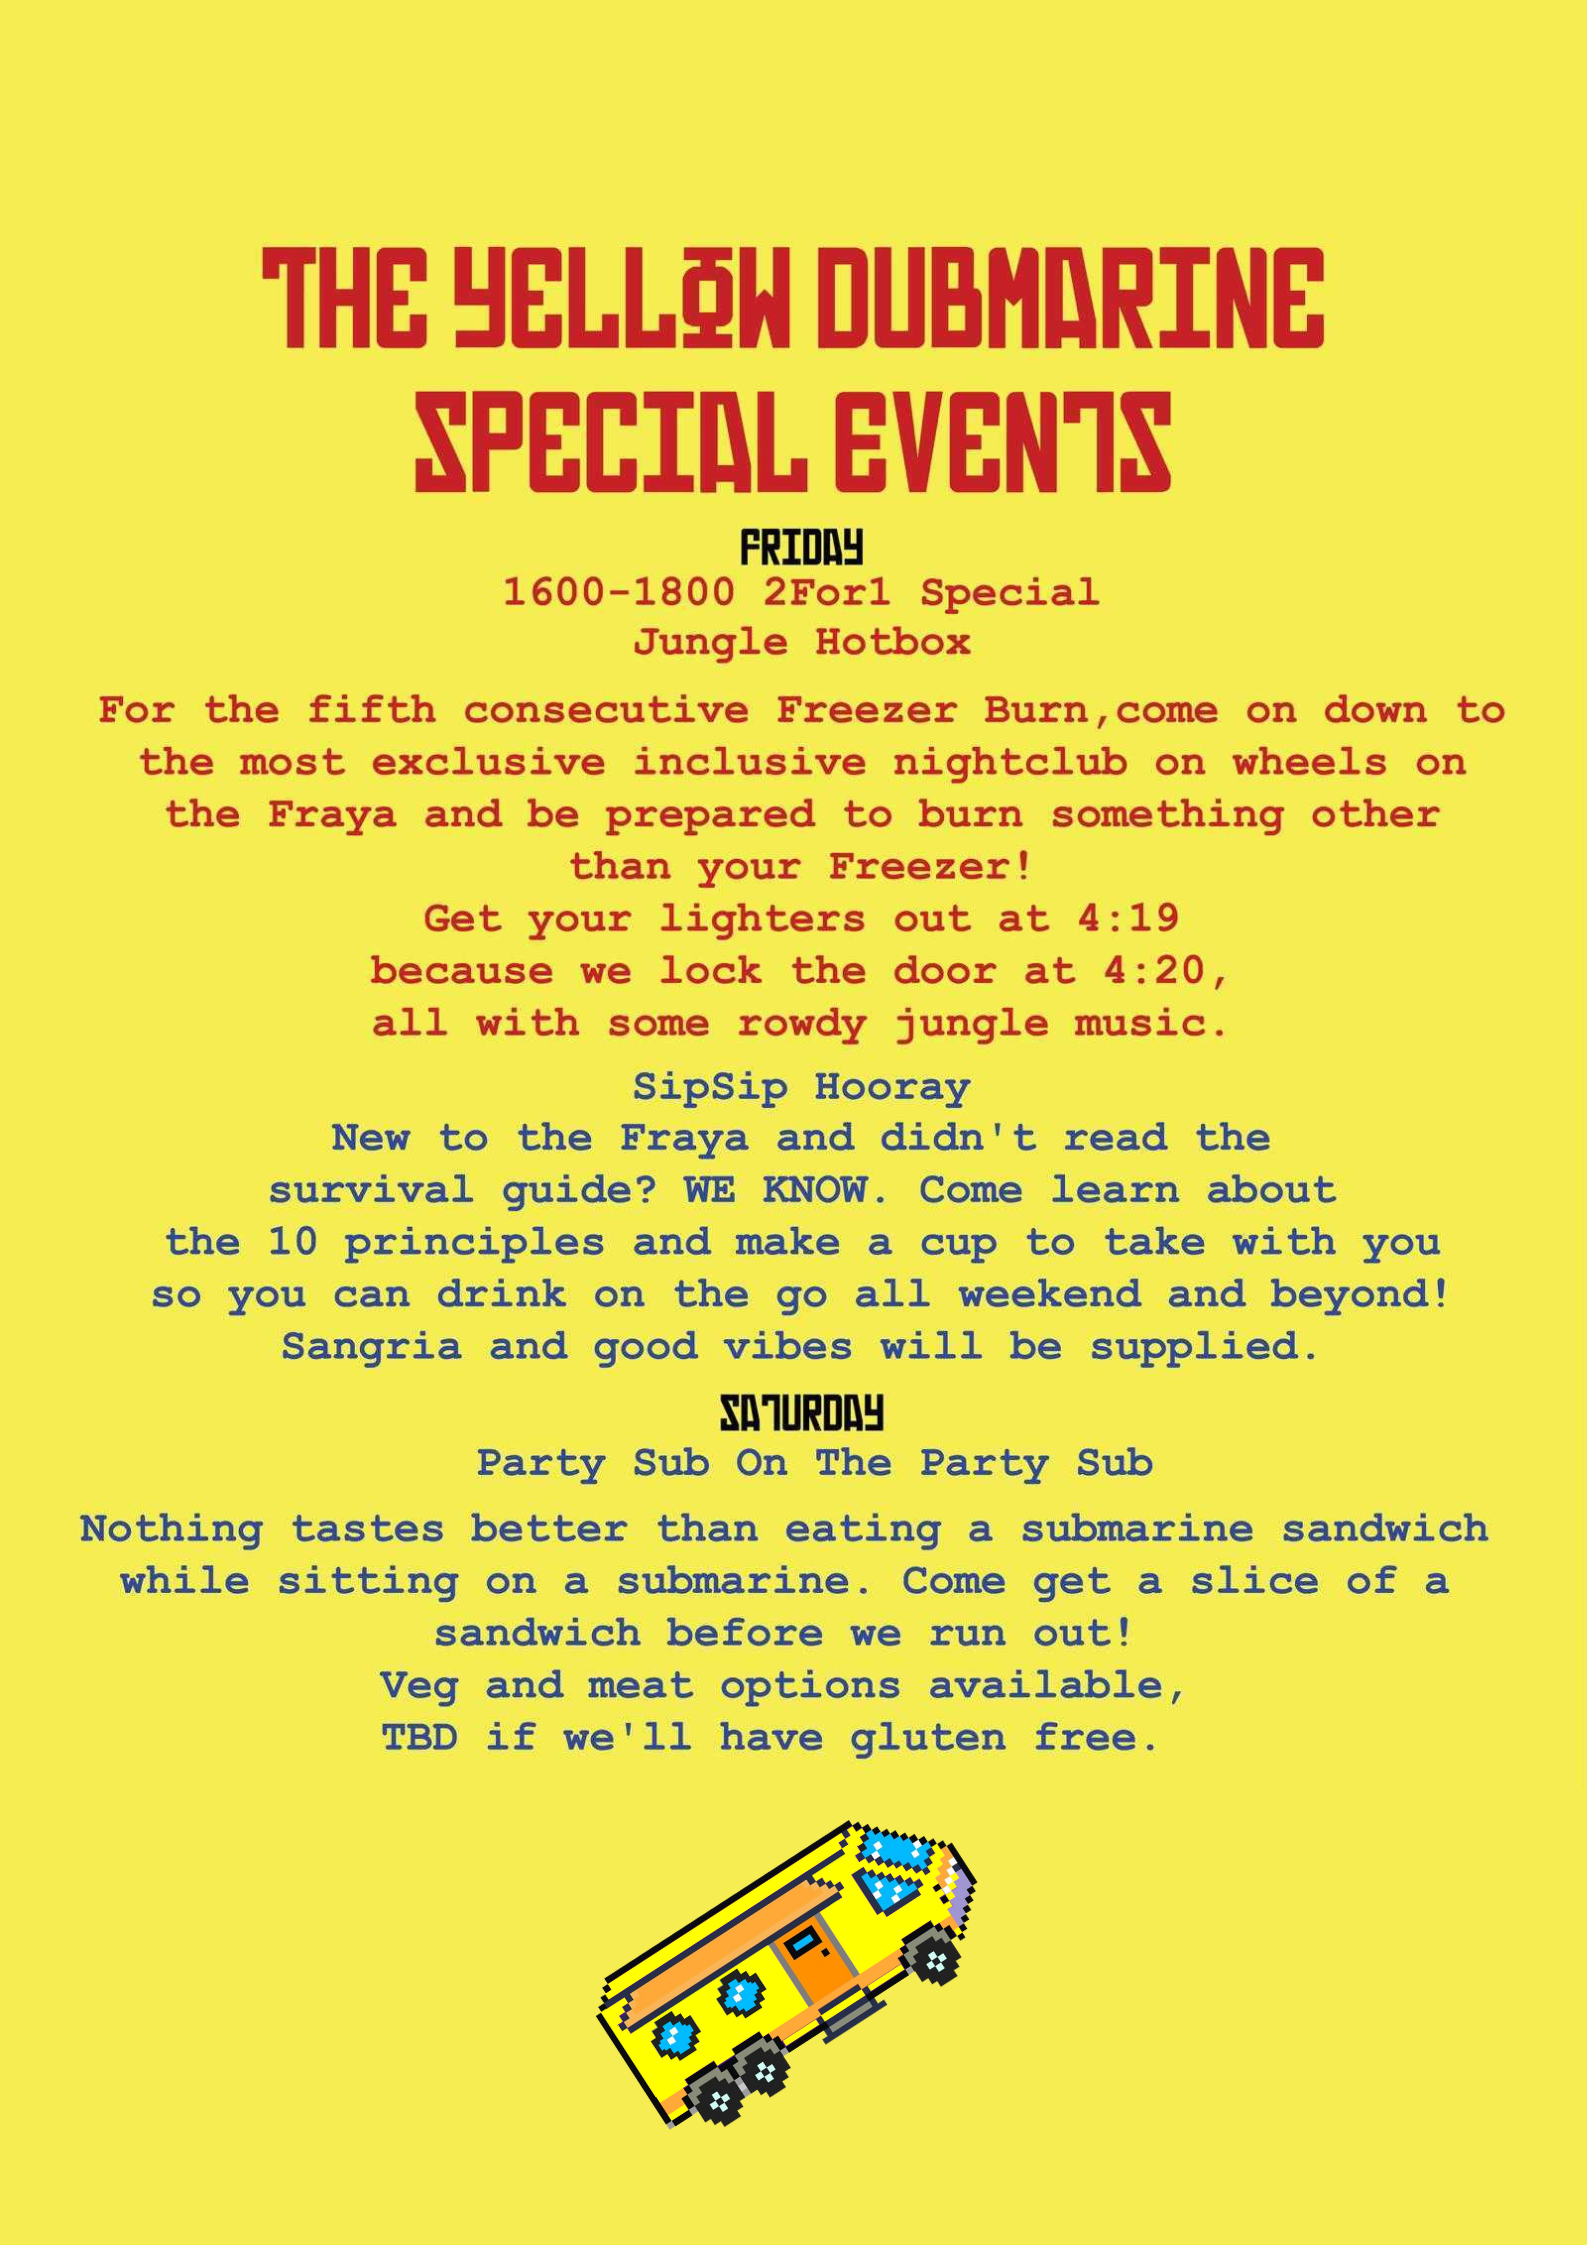 THE YELLOW DUBMARINE
SPECIAL EVENTS
FRIDAY
1600-1800 2For1 Special
Jungle Hotbox
For the fifth consecutive Freezer Burn,come on down to
the most exclusive inclusive nightclub on wheels on
the Fraya and be prepared to burn something other
than your Freezer!
Get your lighters out at 4:19
because we lock the door at 4:20,
all with some rowdy jungle music.
SipSip Hooray
New to the Fraya and didn't read the
survival guide? WE KNOW. Come learn about
the 10 principles and make a cup to take with you
so you can drink on the go all weekend and beyond!
Sangria and good vibes will be supplied.
SATURDAY
Party Sub On The Party Sub
Nothing tastes better than eating a submarine sandwich
while sitting on a submarine. Come get a slice of a
sandwich before we run out!
Veg and meat options available,
TBD if we'll have gluten free.